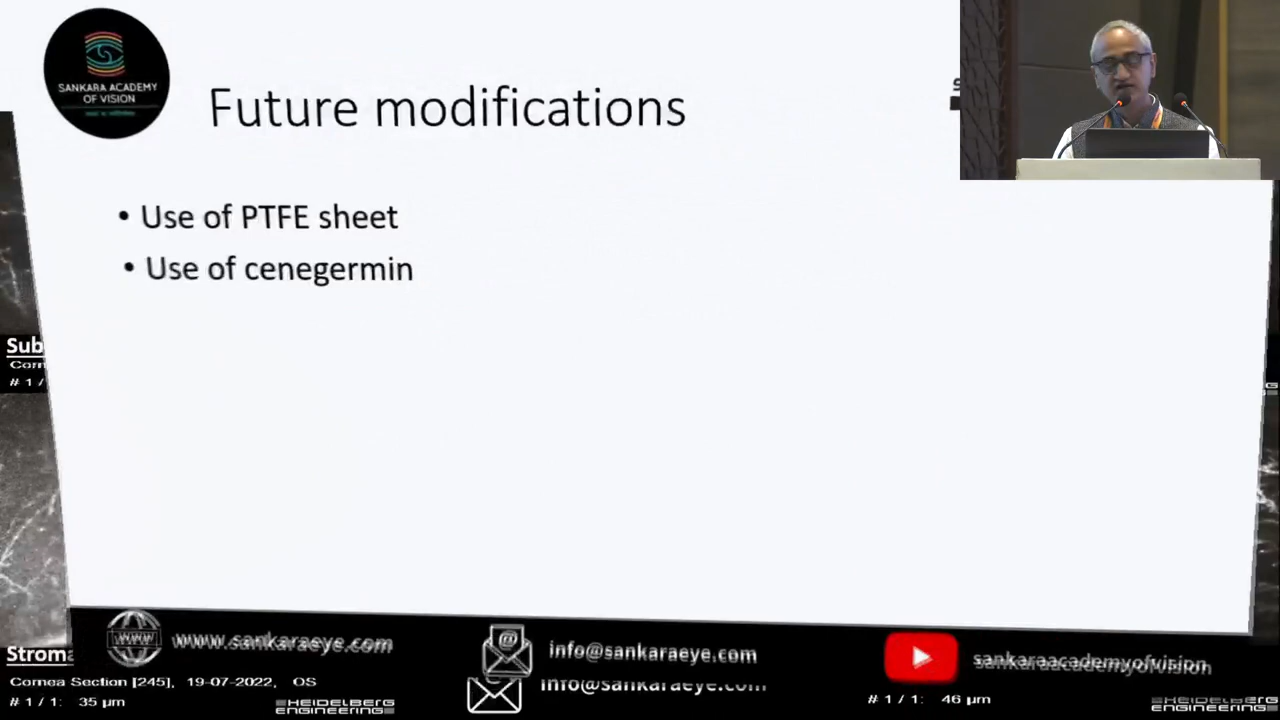 SANKARA ACADEMY
OF VISION
Future modifications
• Use of PTFE sheet
• Use of cenegermin
Sub
Corn
# 1 /
WWW
www.sankaraeye.com
@
info@sankaraeye.com
sankaraacademyofvision
info@sankaraeye.com
Stroma
Cornea Section [245], 19-07-2022, OS
# 1 / 1: 35 µm
HEIDELBERG
ENGINEERING
# 1 / 1: 46 µm
HEIDELBERG
ENGINEERING